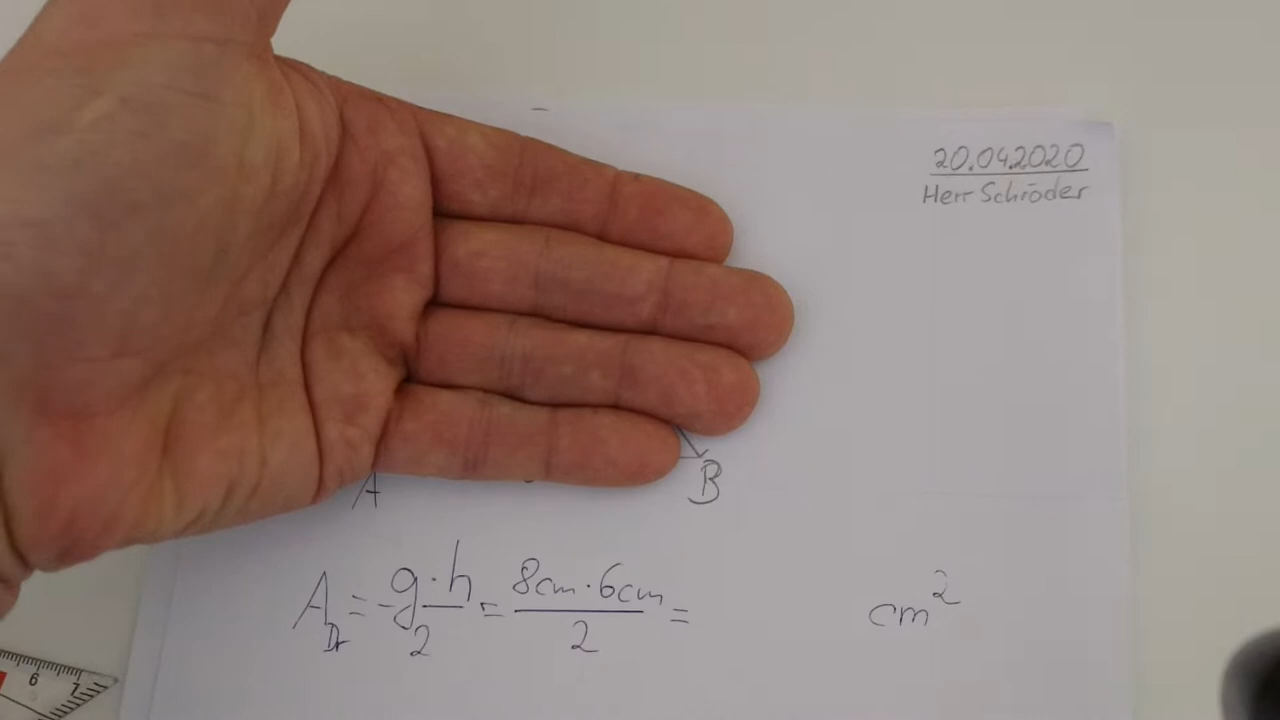 20.04.2020
Herr Schröder
A B
A_Dr = g·h/2 = 8cm·6cm/2 = cm²
6 7